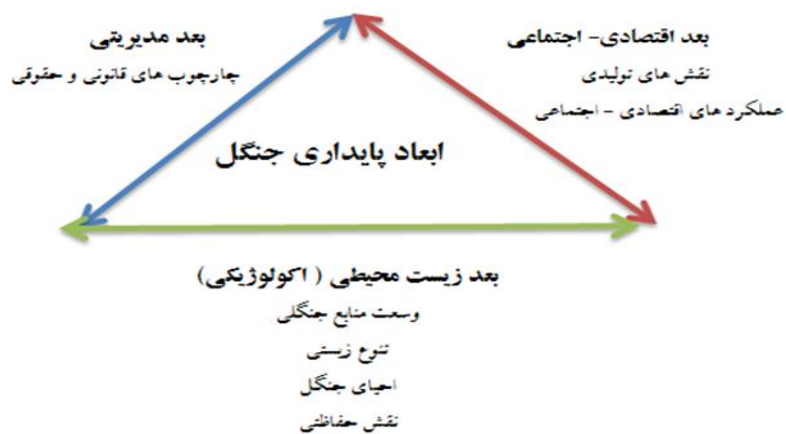 بعد اقتصادی- اجتماعی
نقش های تولیدی
عملکرد های اقتصادی - اجتماعی
بعد مدیریتی
چارچوب های قانونی و حقوقی
ابعاد پایداری جنگل
بعد زیست محیطی ( اکولوژیکی)
وسعت منابع جنگلی
تنوع زیستی
احیای جنگل
نقش حفاظتی